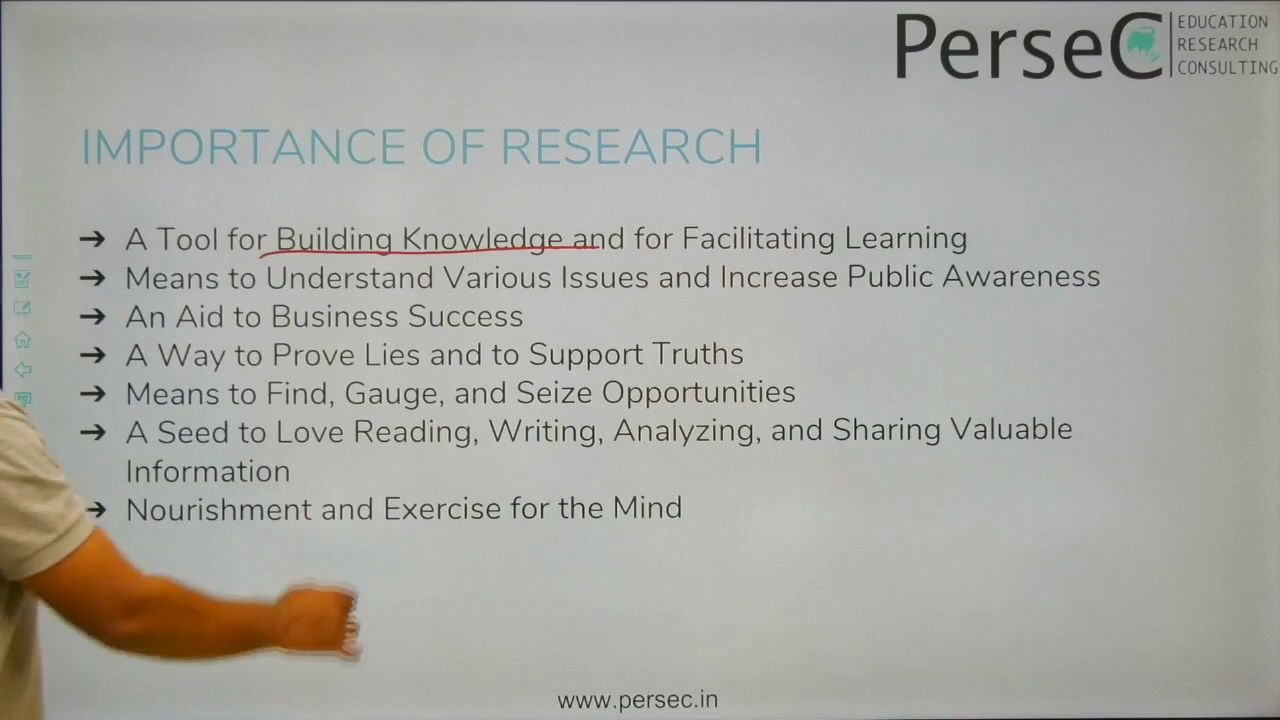 PerseC
EDUCATION
RESEARCH
CONSULTING
IMPORTANCE OF RESEARCH
➔ A Tool for Building Knowledge and for Facilitating Learning
➔ Means to Understand Various Issues and Increase Public Awareness
➔ An Aid to Business Success
➔ A Way to Prove Lies and to Support Truths
➔ Means to Find, Gauge, and Seize Opportunities
➔ A Seed to Love Reading, Writing, Analyzing, and Sharing Valuable
Information
➔ Nourishment and Exercise for the Mind
www.persec.in